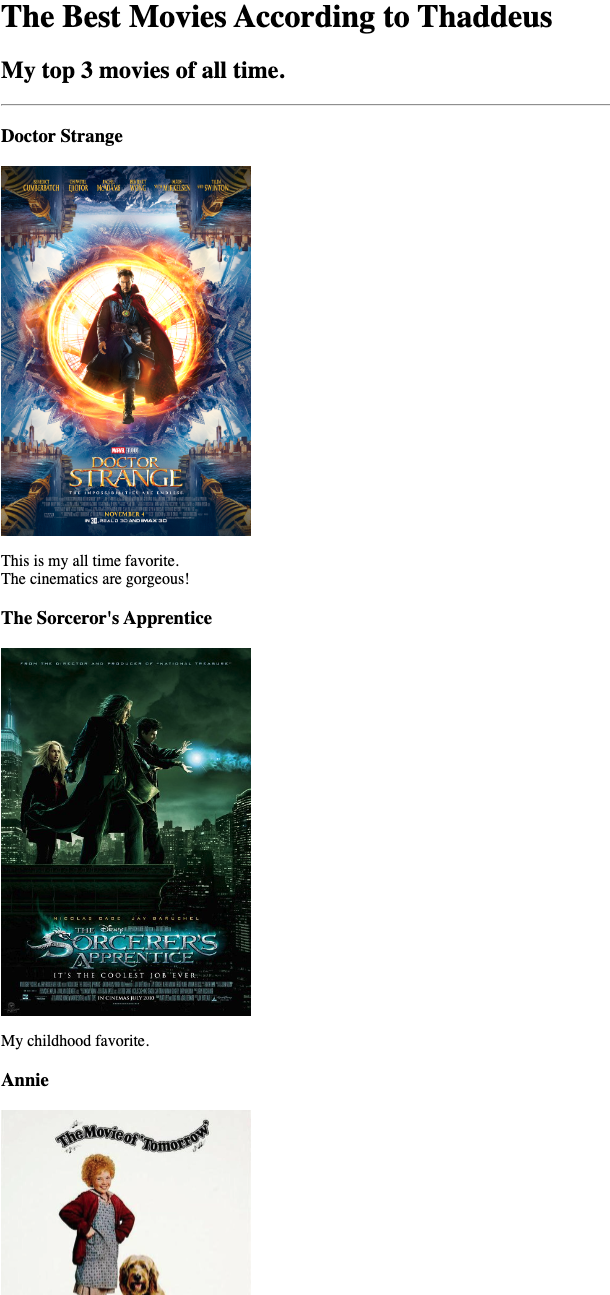 The Best Movies According to Thaddeus
My top 3 movies of all time.
Doctor Strange
BENEDICT CUMBERBATCH CHIWETEL EJIOFOR RACHEL McADAMS BENEDICT WONG WITH MADS MIKKELSEN AND TILDA SWINTON
MARVEL STUDIOS
DOCTOR
STRANGE
THE IMPOSSIBILITIES ARE ENDLESS
NOVEMBER 4
IN 3D, REAL D 3D AND IMAX 3D
This is my all time favorite.
The cinematics are gorgeous!
The Sorceror's Apprentice
FROM THE DIRECTOR AND PRODUCER OF "NATIONAL TREASURE"
NICOLAS CAGE JAY BARUCHEL
THE Disney
SORCERER'S
APPRENTICE
IT'S THE COOLEST JOB EVER.
IN CINEMAS JULY 2010
My childhood favorite.
Annie
The Movie of 'Tomorrow'